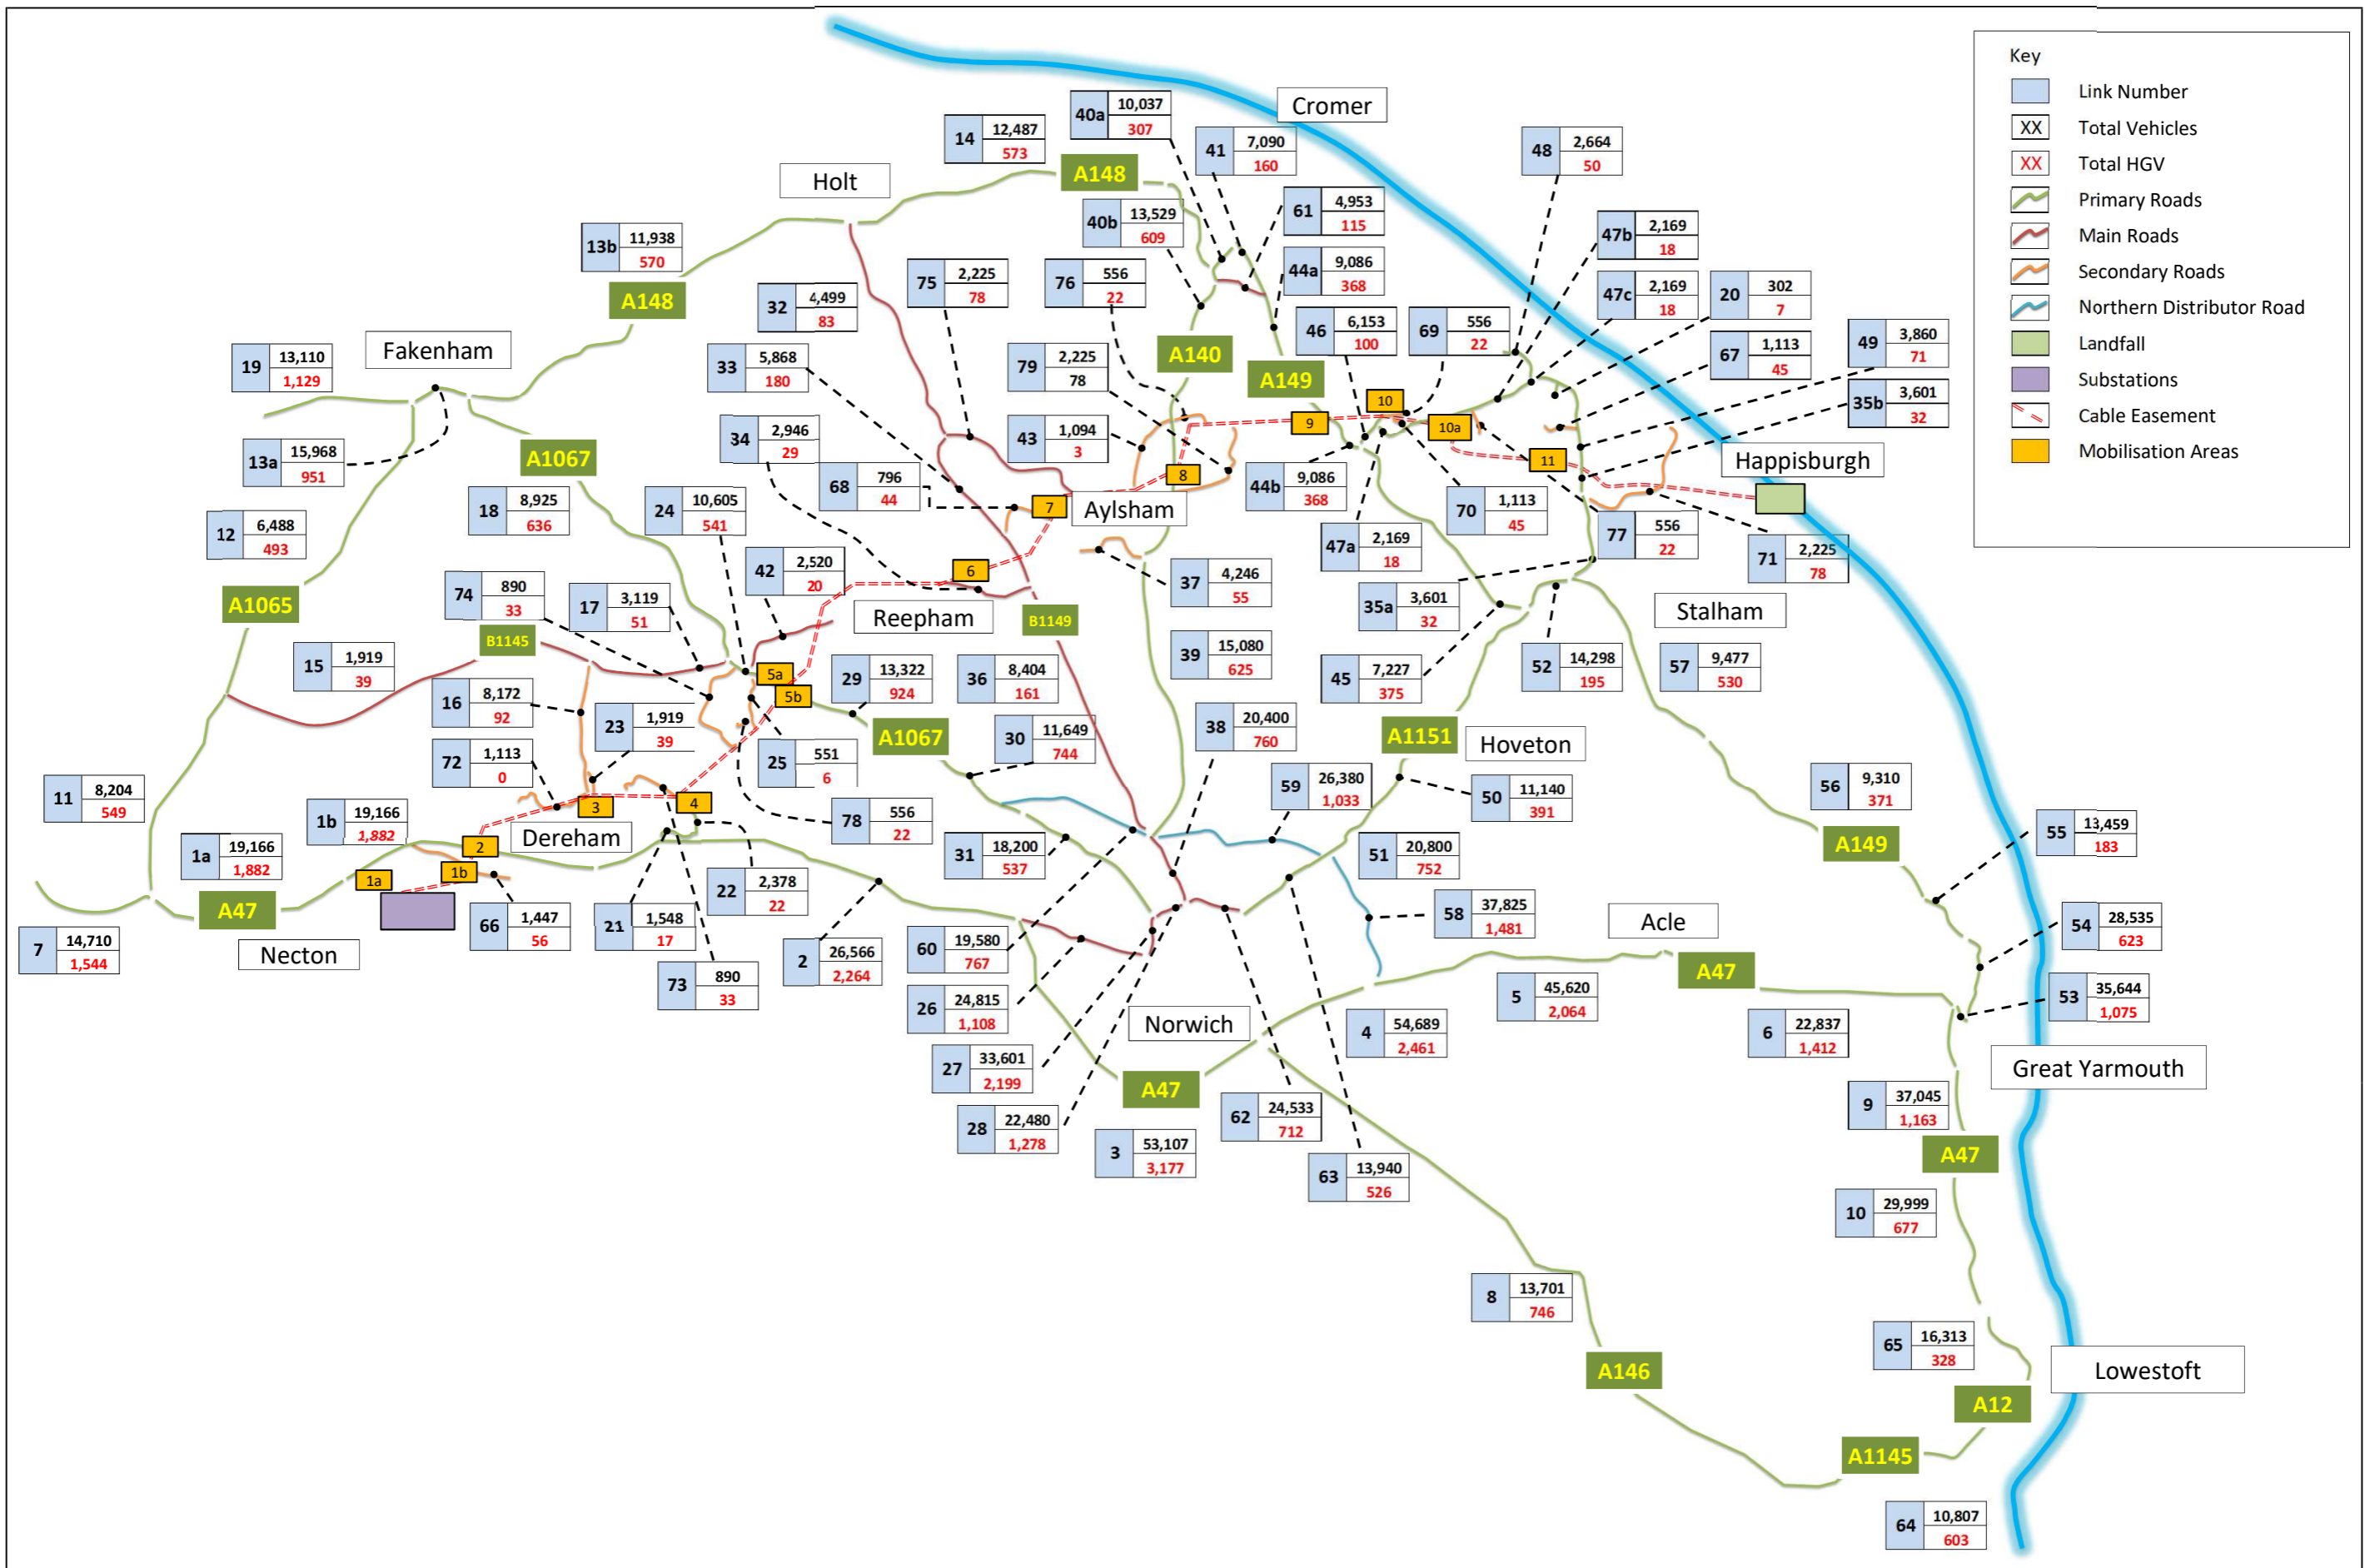 Key
Link Number
XX Total Vehicles
XX Total HGV
Primary Roads
Main Roads
Secondary Roads
Northern Distributor Road
Landfall
Substations
Cable Easement
Mobilisation Areas
Cromer
40a 10,037 307
14 12,487 573
41 7,090 160
48 2,664 50
A148
Holt
61 4,953 115
40b 13,529 609
47b 2,169 18
13b 11,938 570
44a 9,086 368
75 2,225 78
76 556 22
47c 2,169 18
20 302 7
A148
32 4,499 83
46 6,153 100
69 556 22
49 3,860 71
67 1,113 45
Fakenham
19 13,110 1,129
33 5,868 180
79 2,225 78
A140
A149
35b 3,601 32
10
9
10a
34 2,946 29
43 1,094 3
13a 15,968 951
A1067
11
Happisburgh
8
44b 9,086 368
68 796 44
7
Aylsham
18 8,925 636
24 10,605 541
70 1,113 45
12 6,488 493
77 556 22
47a 2,169 18
71 2,225 78
42 2,520 20
6
37 4,246 55
74 890 33
17 3,119 51
A1065
35a 3,601 32
Reepham
B1149
Stalham
B1145
15 1,919 39
39 15,080 625
5a
5b
29 13,322 924
36 8,404 161
45 7,227 375
52 14,298 195
57 9,477 530
16 8,172 92
23 1,919 39
38 20,400 760
A1067
30 11,649 744
A1151
Hoveton
72 1,113 0
25 551 6
59 26,380 1,033
50 11,140 391
56 9,310 371
11 8,204 549
3
4
1b 19,166 1,882
78 556 22
Dereham
2
55 13,459 183
1a 19,166 1,882
31 18,200 537
51 20,800 752
A149
1a
1b
22 2,378 22
A47
66 1,447 56
21 1,548 17
58 37,825 1,481
Acle
54 28,535 623
7 14,710 1,544
Necton
60 19,580 767
2 26,566 2,264
A47
73 890 33
26 24,815 1,108
5 45,620 2,064
53 35,644 1,075
Norwich
4 54,689 2,461
6 22,837 1,412
27 33,601 2,199
Great Yarmouth
A47
9 37,045 1,163
28 22,480 1,278
62 24,533 712
3 53,107 3,177
A47
63 13,940 526
10 29,999 677
8 13,701 746
65 16,313 328
A146
Lowestoft
A12
A1145
64 10,807 603